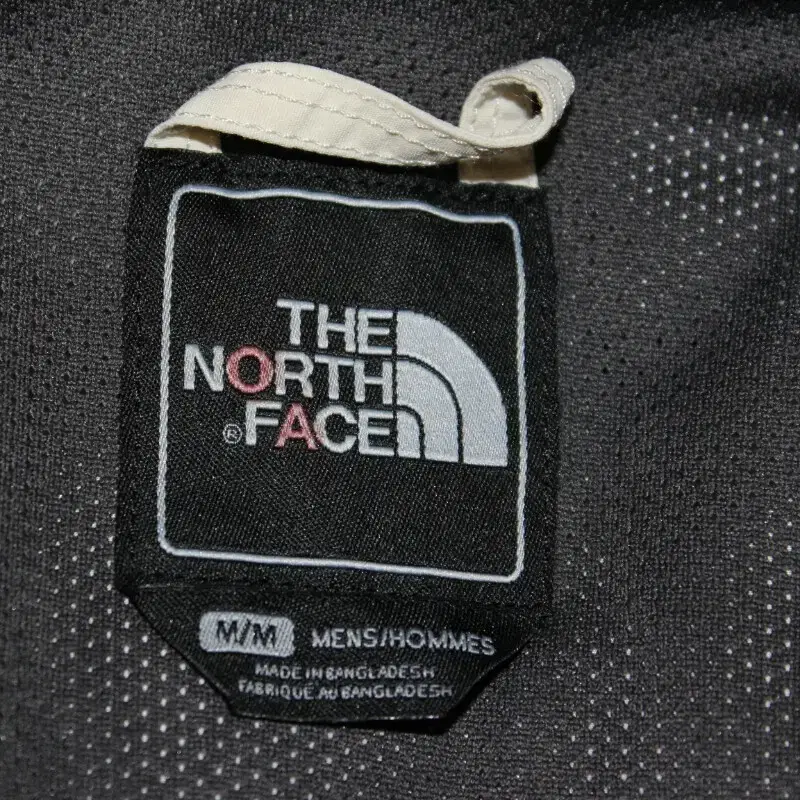 THE
NORTH
® FACE
M/M MENS/HOMMES
MADE IN BANGLADESH
FABRIQUE AU BANGLADESH